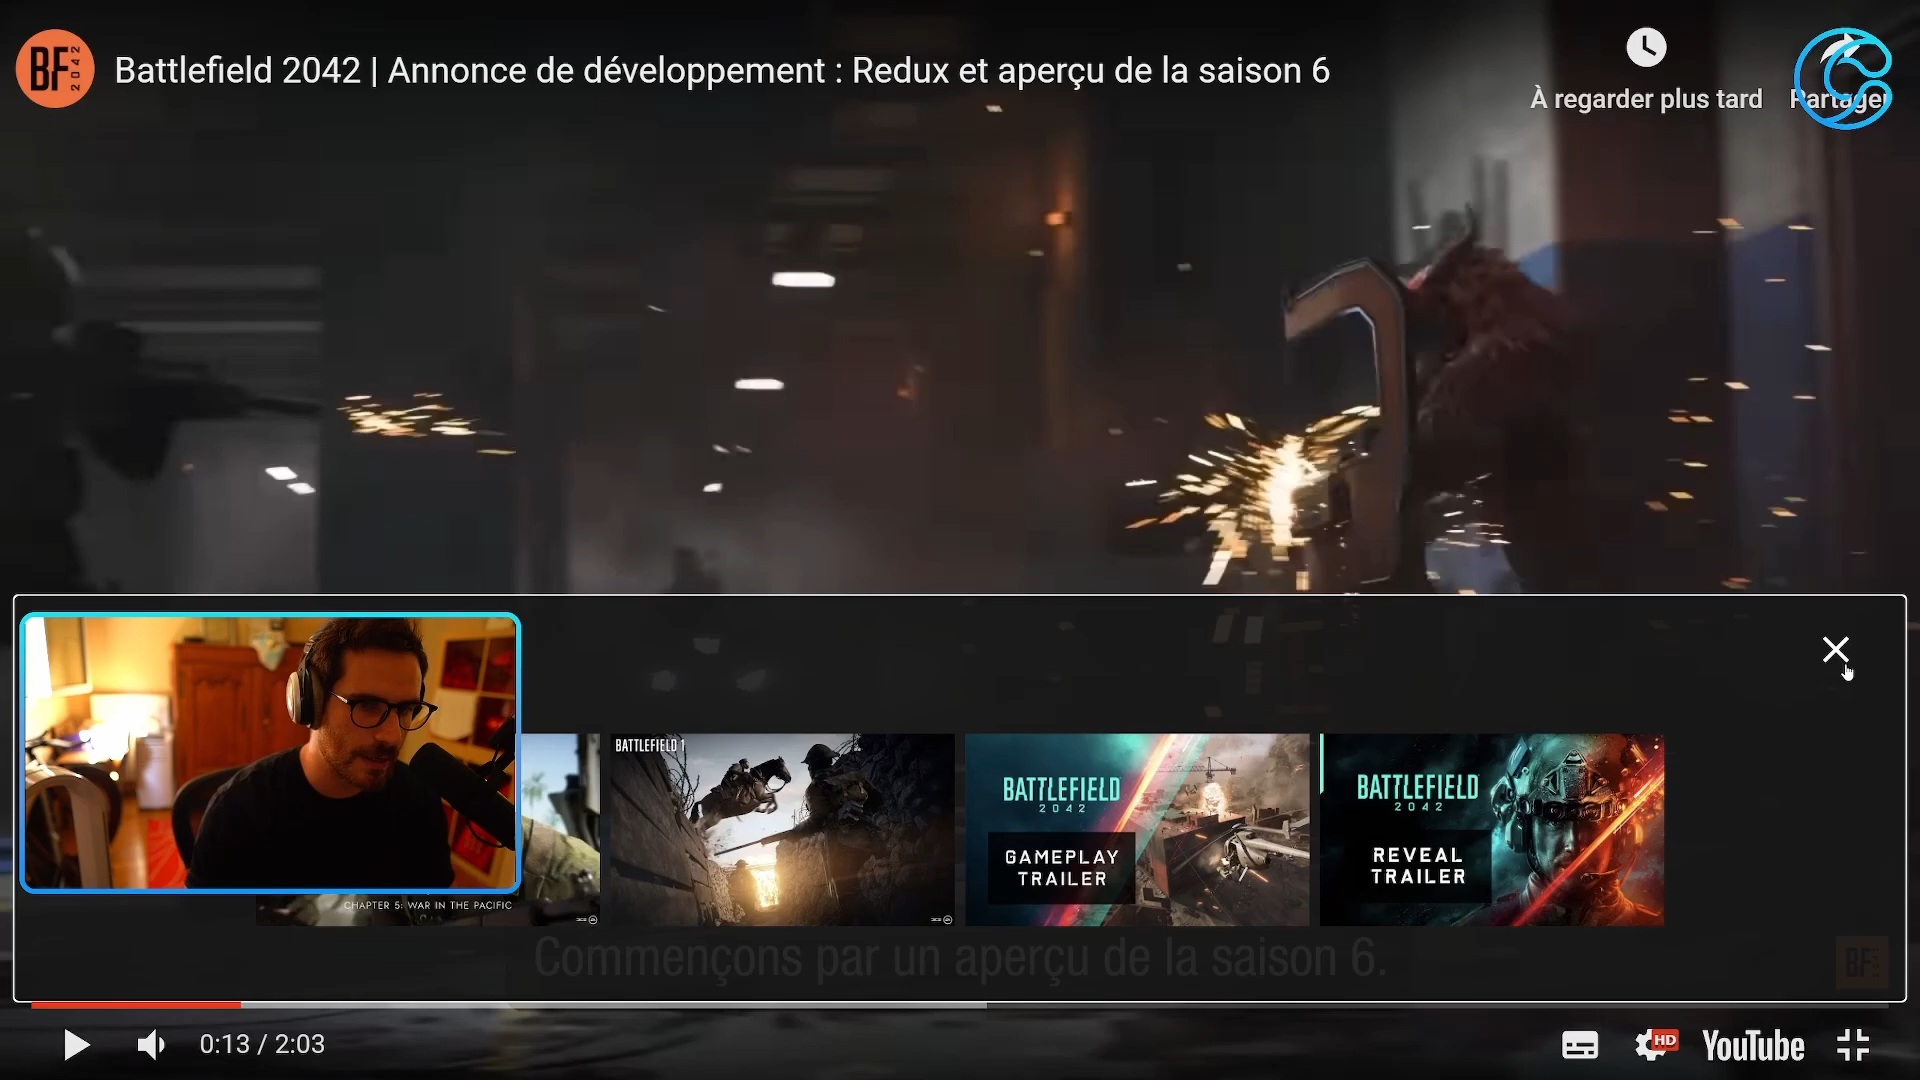 BF 2042
Battlefield 2042 | Annonce de développement : Redux et aperçu de la saison 6
À regarder plus tard
Partager
BATTLEFIELD 1
BATTLEFIELD
2042
GAMEPLAY
TRAILER
BATTLEFIELD
2042
REVEAL
TRAILER
CHAPTER 5: WAR IN THE PACIFIC
Commençons par un aperçu de la saison 6.
BF
0:13 / 2:03
HD
YouTube